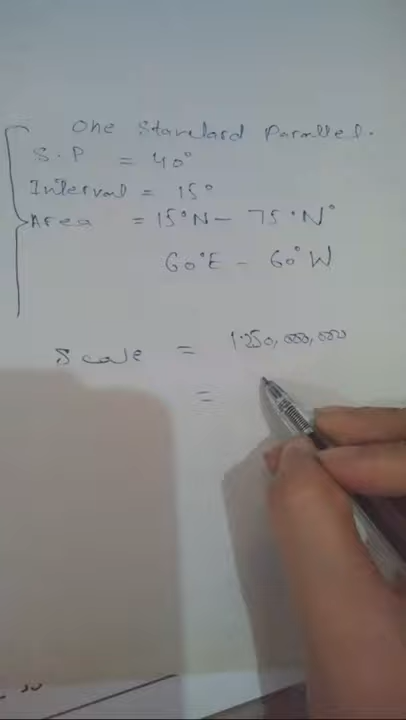 One Standard Parallel.
S.P = 40°
Interval = 15°
Area = 15°N - 75°N
60°E - 60°W
Scale = 1:250,000,000
=